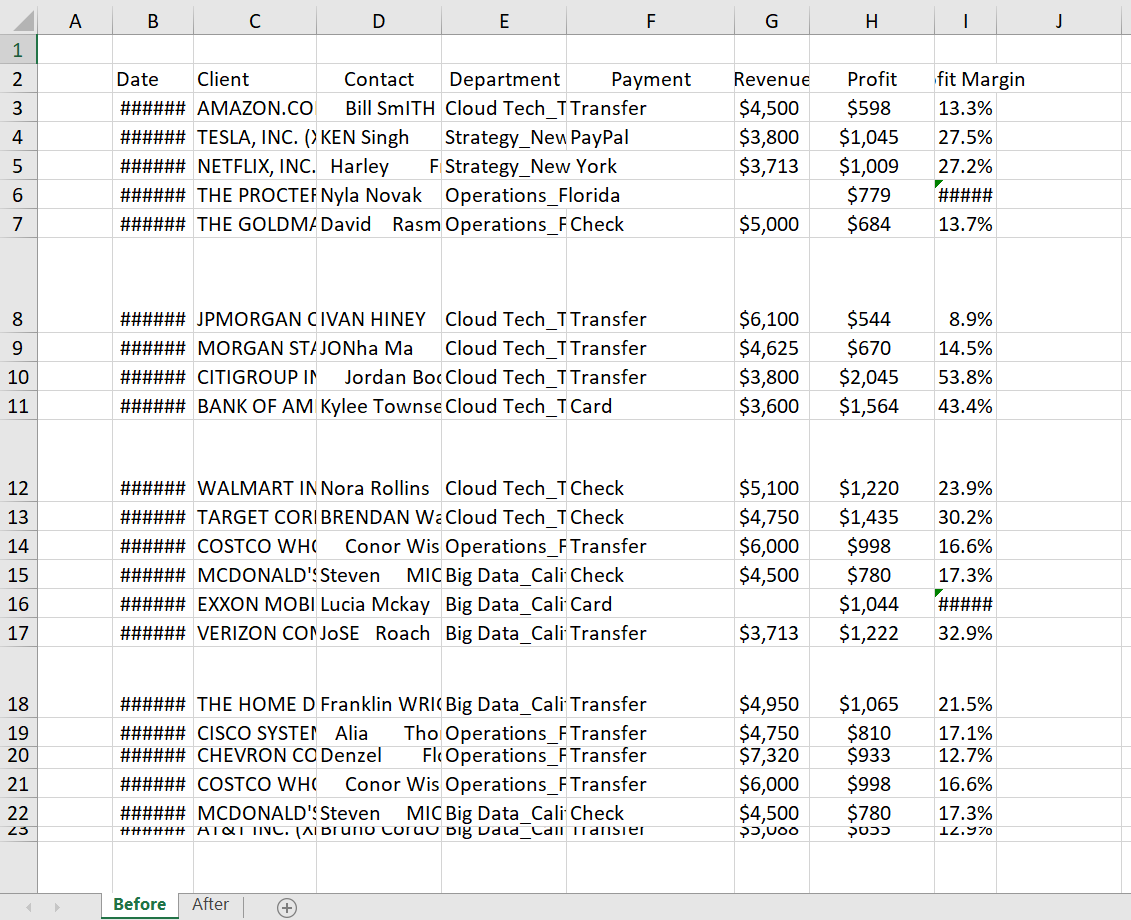 A B C D E F G H I J
1
2 Date Client Contact Department Payment Revenue Profit fit Margin
3 ###### AMAZON.CO Bill SmITH Cloud Tech_T Transfer $4,500 $598 13.3%
4 ###### TESLA, INC. (X KEN Singh Strategy_New PayPal $3,800 $1,045 27.5%
5 ###### NETFLIX, INC. Harley F Strategy_New York $3,713 $1,009 27.2%
6 ###### THE PROCTER Nyla Novak Operations_Florida $779 #####
7 ###### THE GOLDMA David Rasm Operations_F Check $5,000 $684 13.7%
8 ###### JPMORGAN C IVAN HINEY Cloud Tech_T Transfer $6,100 $544 8.9%
9 ###### MORGAN STA JONha Ma Cloud Tech_T Transfer $4,625 $670 14.5%
10 ###### CITIGROUP IN Jordan Boo Cloud Tech_T Transfer $3,800 $2,045 53.8%
11 ###### BANK OF AM Kylee Townse Cloud Tech_T Card $3,600 $1,564 43.4%
12 ###### WALMART IN Nora Rollins Cloud Tech_T Check $5,100 $1,220 23.9%
13 ###### TARGET COR BRENDAN Wa Cloud Tech_T Check $4,750 $1,435 30.2%
14 ###### COSTCO WHO Conor Wis Operations_F Transfer $6,000 $998 16.6%
15 ###### MCDONALD'S Steven MIC Big Data_Cali Check $4,500 $780 17.3%
16 ###### EXXON MOBI Lucia Mckay Big Data_Cali Card $1,044 #####
17 ###### VERIZON COM JoSE Roach Big Data_Cali Transfer $3,713 $1,222 32.9%
18 ###### THE HOME D Franklin WRIG Big Data_Cali Transfer $4,950 $1,065 21.5%
19 ###### CISCO SYSTEM Alia Tho Operations_F Transfer $4,750 $810 17.1%
20 ###### CHEVRON CO Denzel Flo Operations_F Transfer $7,320 $933 12.7%
21 ###### COSTCO WHO Conor Wis Operations_F Transfer $6,000 $998 16.6%
22 ###### MCDONALD'S Steven MIC Big Data_Cali Check $4,500 $780 17.3%
23 ###### AT&T INC. (X Bruno CordO Big Data_Cali Transfer $5,088 $655 12.9%
Before After